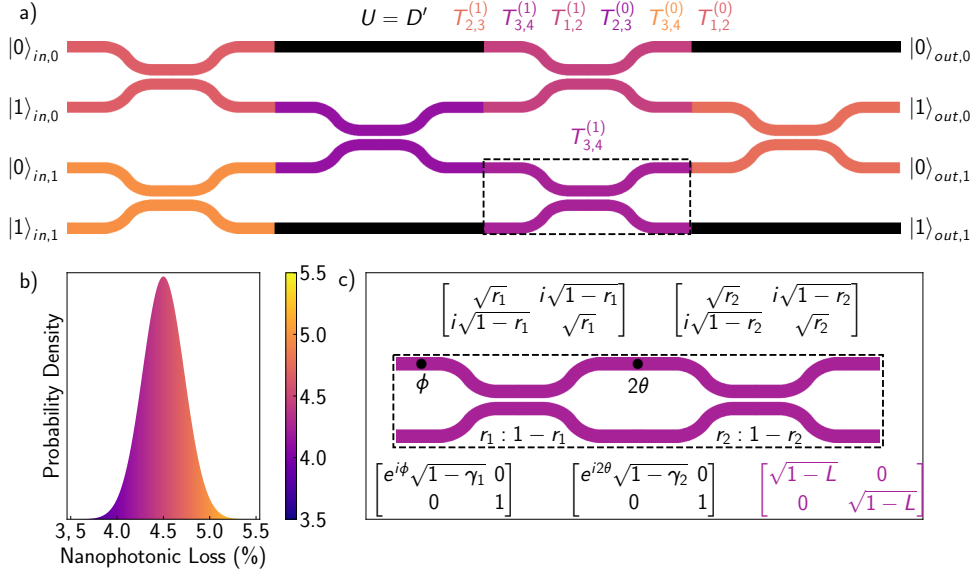 a)
U = D′ T_{2,3}^{(1)} T_{3,4}^{(1)} T_{1,2}^{(1)} T_{2,3}^{(0)} T_{3,4}^{(0)} T_{1,2}^{(0)}
|0⟩_{in,0} |0⟩_{out,0}
|1⟩_{in,0} |1⟩_{out,0}
T_{3,4}^{(1)}
|0⟩_{in,1} |0⟩_{out,1}
|1⟩_{in,1} |1⟩_{out,1}
b)
Probability Density
3,5 4.0 4.5 5.0 5.5
Nanophotonic Loss (%)
5.5
5.0
4.5
4.0
3.5
c)
[√r₁ i√1 − r₁] [√r₂ i√1 − r₂]
[i√1 − r₁ √r₁] [i√1 − r₂ √r₂]
ϕ 2θ
r₁ : 1 − r₁ r₂ : 1 − r₂
[e^{iϕ}√1 − γ₁ 0] [e^{i2θ}√1 − γ₂ 0] [√1 − L 0]
[0 1] [0 1] [0 √1 − L]